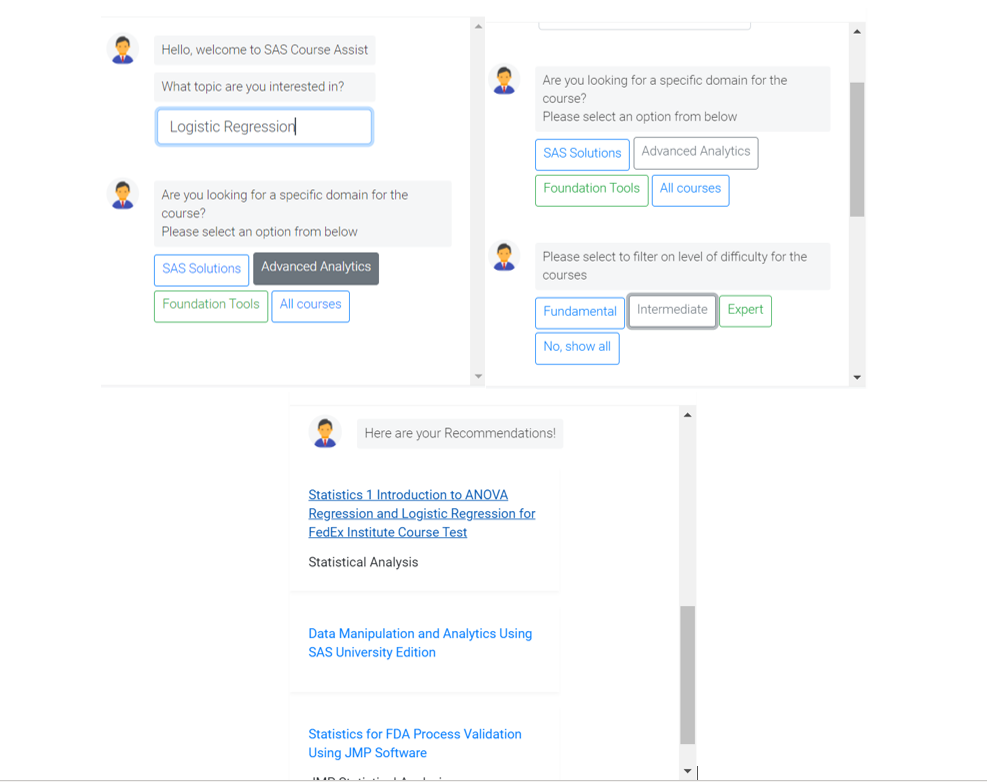 Hello, welcome to SAS Course Assist
What topic are you interested in?
Logistic Regression
Are you looking for a specific domain for the
course?
Please select an option from below
SAS Solutions
Advanced Analytics
Foundation Tools
All courses
Are you looking for a specific domain for the
course?
Please select an option from below
SAS Solutions
Advanced Analytics
Foundation Tools
All courses
Please select to filter on level of difficulty for the
courses
Fundamental
Intermediate
Expert
No, show all
Here are your Recommendations!
Statistics 1 Introduction to ANOVA
Regression and Logistic Regression for
FedEx Institute Course Test
Statistical Analysis
Data Manipulation and Analytics Using
SAS University Edition
Statistics for FDA Process Validation
Using JMP Software